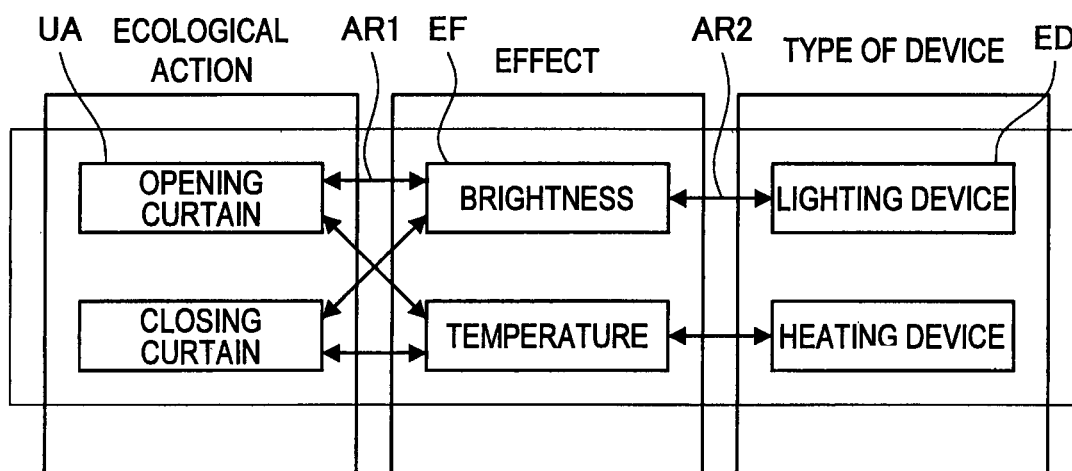 UA
ECOLOGICAL
ACTION
AR1
EF
EFFECT
AR2
TYPE OF DEVICE
ED
OPENING
CURTAIN
BRIGHTNESS
LIGHTING DEVICE
CLOSING
CURTAIN
TEMPERATURE
HEATING DEVICE